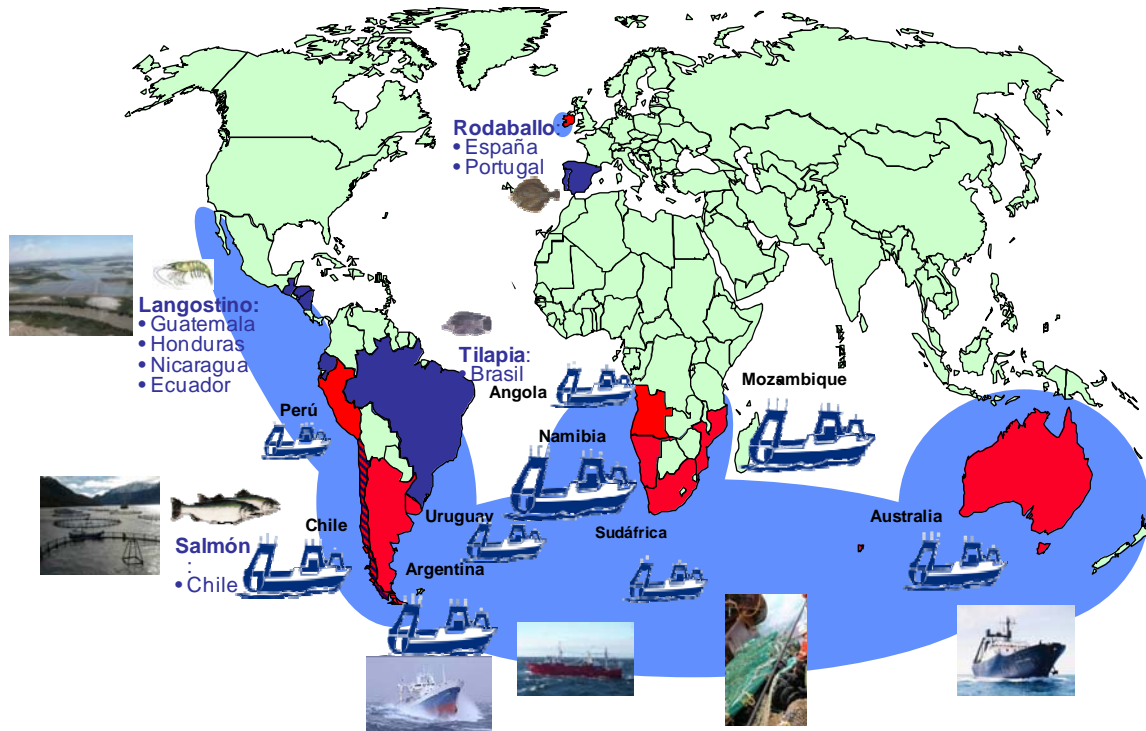 Rodaballo:
• España
• Portugal
Langostino:
• Guatemala
• Honduras
• Nicaragua
• Ecuador
Tilapia:
• Brasil
Angola
Mozambique
Perú
Namibia
Chile
Uruguay
Sudáfrica
Australia
Salmón
:
• Chile
Argentina